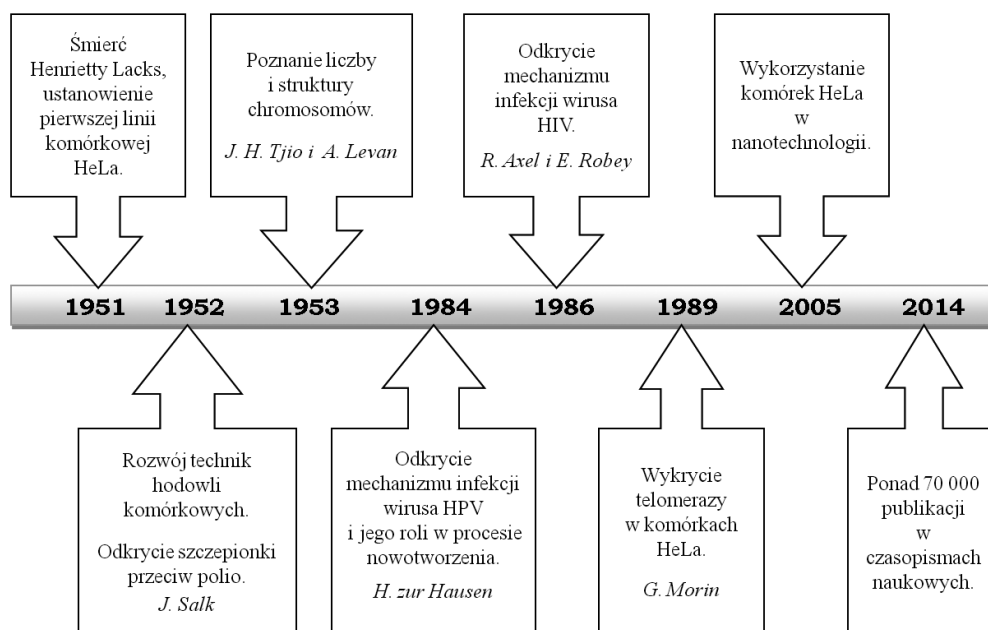 Śmierć
Henrietty Lacks,
ustanowienie
pierwszej linii
komórkowej
HeLa.
Poznanie liczby
i struktury
chromosomów.
J. H. Tjio i A. Levan
Odkrycie
mechanizmu
infekcji wirusa
HIV.
R. Axel i E. Robey
Wykorzystanie
komórek HeLa
w
nanotechnologii.
1951 1952 1953 1984 1986 1989 2005 2014
Rozwój technik
hodowli
komórkowych.
Odkrycie szczepionki
przeciw polio.
J. Salk
Odkrycie
mechanizmu infekcji
wirusa HPV
i jego roli w procesie
nowotworzenia.
H. zur Hausen
Wykrycie
telomerazy
w komórkach
HeLa.
G. Morin
Ponad 70 000
publikacji
w
czasopismach
naukowych.